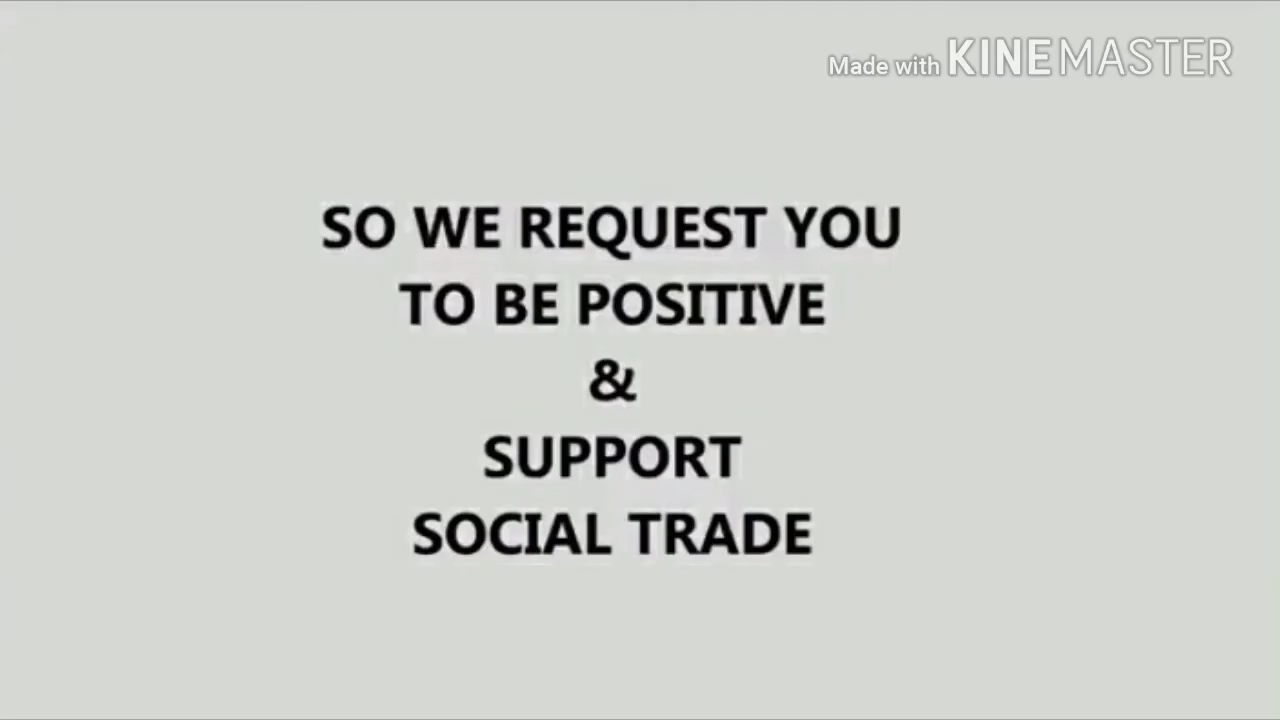 Made with KINEMASTER
SO WE REQUEST YOU
TO BE POSITIVE
&
SUPPORT
SOCIAL TRADE